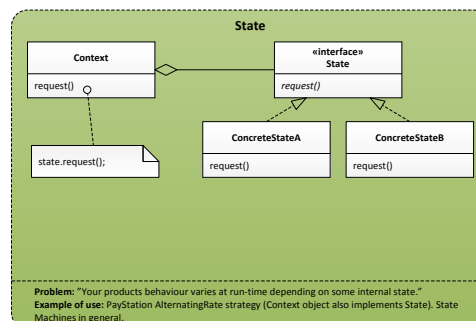 State
Context
request()
«interface»
State
request()
state.request();
ConcreteStateA
request()
ConcreteStateB
request()
Problem: "Your products behaviour varies at run-time depending on some internal state."
Example of use: PayStation AlternatingRate strategy (Context object also implements State). State
Machines in general.